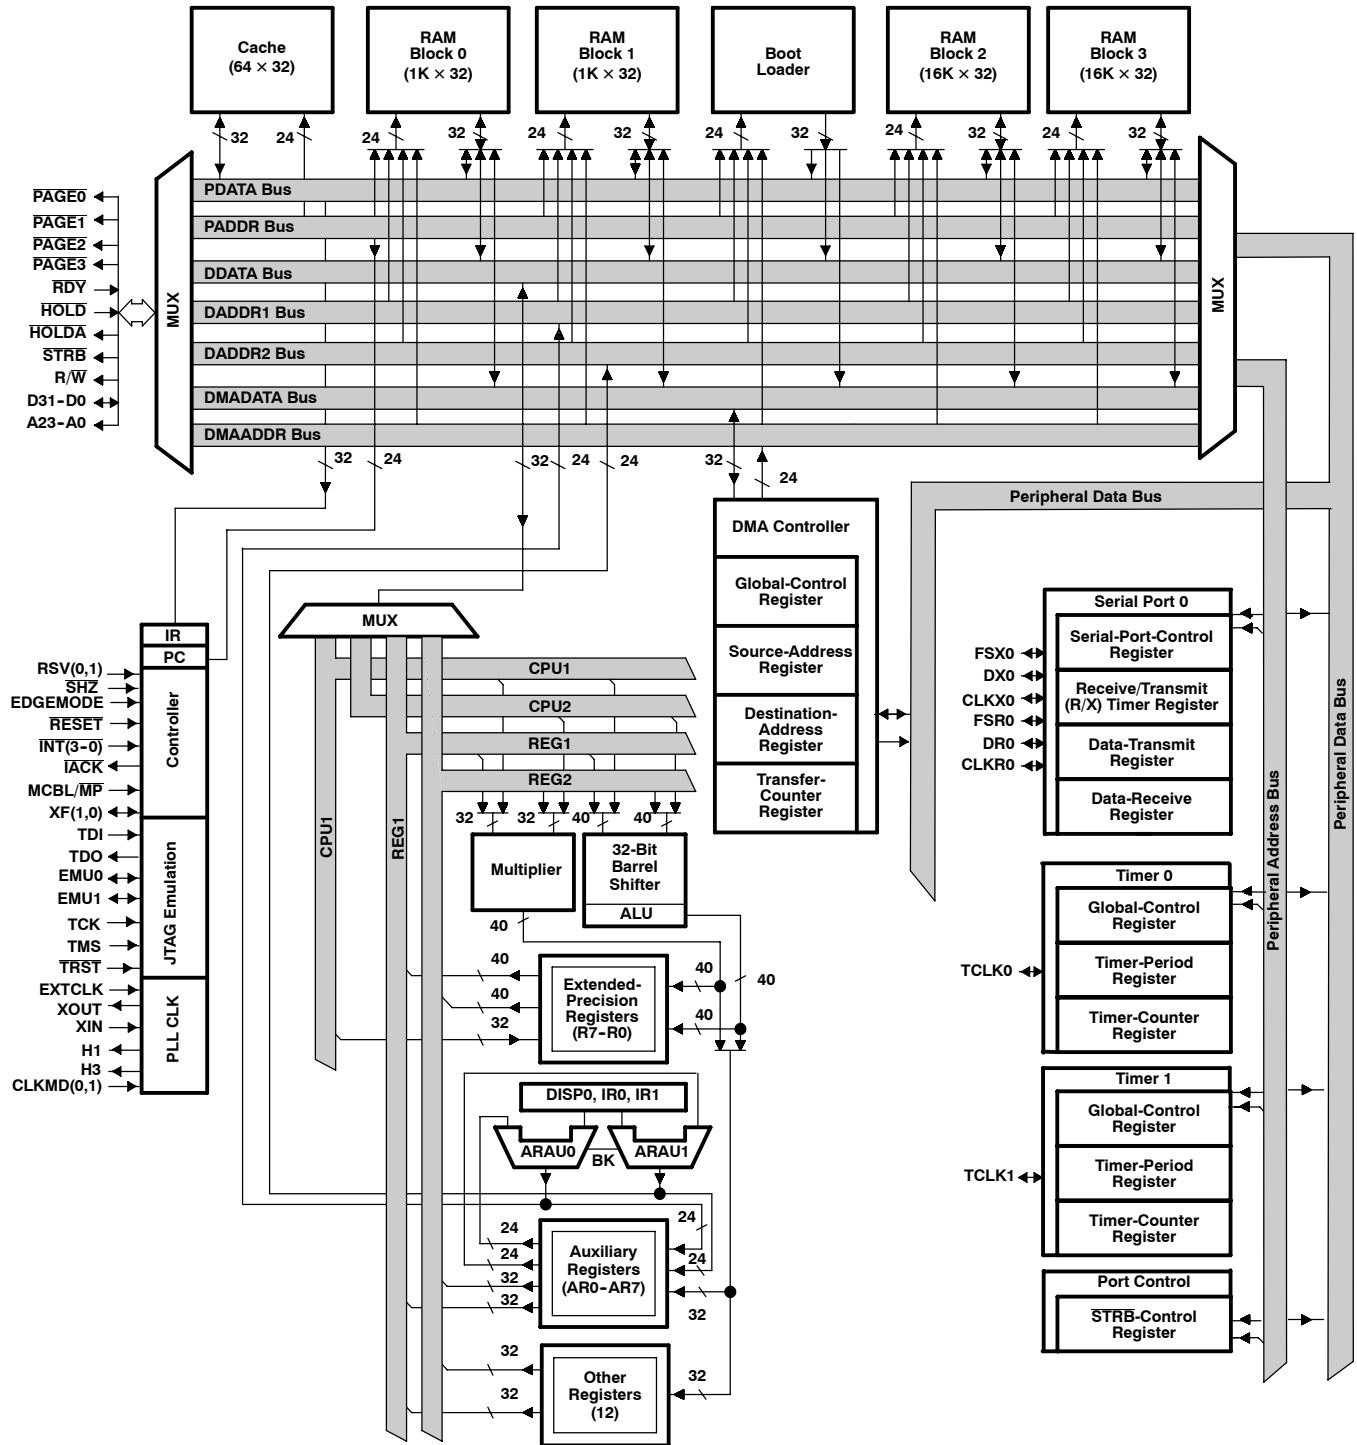 Cache
(64 × 32)
RAM
Block 0
(1K × 32)
RAM
Block 1
(1K × 32)
Boot
Loader
RAM
Block 2
(16K × 32)
RAM
Block 3
(16K × 32)
32
24
24
32
24
32
24
32
24
32
24
32
MUX
PDATA Bus
PADDR Bus
DDATA Bus
DADDR1 Bus
DADDR2 Bus
DMADATA Bus
DMAADDR Bus
MUX
PAGE0
PAGE1
PAGE2
PAGE3
RDY
HOLD
HOLDA
STRB
R/W
D31-D0
A23-A0
32
24
32
24
24
32
24
Peripheral Data Bus
DMA Controller
Global-Control
Register
Source-Address
Register
Destination-
Address
Register
Transfer-
Counter
Register
IR
PC
Controller
JTAG Emulation
PLL CLK
RSV(0,1)
SHZ
EDGEMODE
RESET
INT(3-0)
IACK
MCBL/MP
XF(1,0)
TDI
TDO
EMU0
EMU1
TCK
TMS
TRST
EXTCLK
XOUT
XIN
H1
H3
CLKMD(0,1)
MUX
CPU1
CPU2
REG1
REG2
CPU1
REG1
32
32
40
40
Multiplier
32-Bit
Barrel
Shifter
ALU
40
40
40
40
32
40
40
Extended-
Precision
Registers
(R7-R0)
DISP0, IR0, IR1
ARAU0
BK
ARAU1
24
24
32
32
24
24
32
Auxiliary
Registers
(AR0-AR7)
32
32
32
Other
Registers
(12)
Serial Port 0
Serial-Port-Control
Register
Receive/Transmit
(R/X) Timer Register
Data-Transmit
Register
Data-Receive
Register
FSX0
DX0
CLKX0
FSR0
DR0
CLKR0
Timer 0
Global-Control
Register
Timer-Period
Register
Timer-Counter
Register
TCLK0
Timer 1
Global-Control
Register
Timer-Period
Register
Timer-Counter
Register
TCLK1
Port Control
STRB-Control
Register
Peripheral Address Bus
Peripheral Data Bus